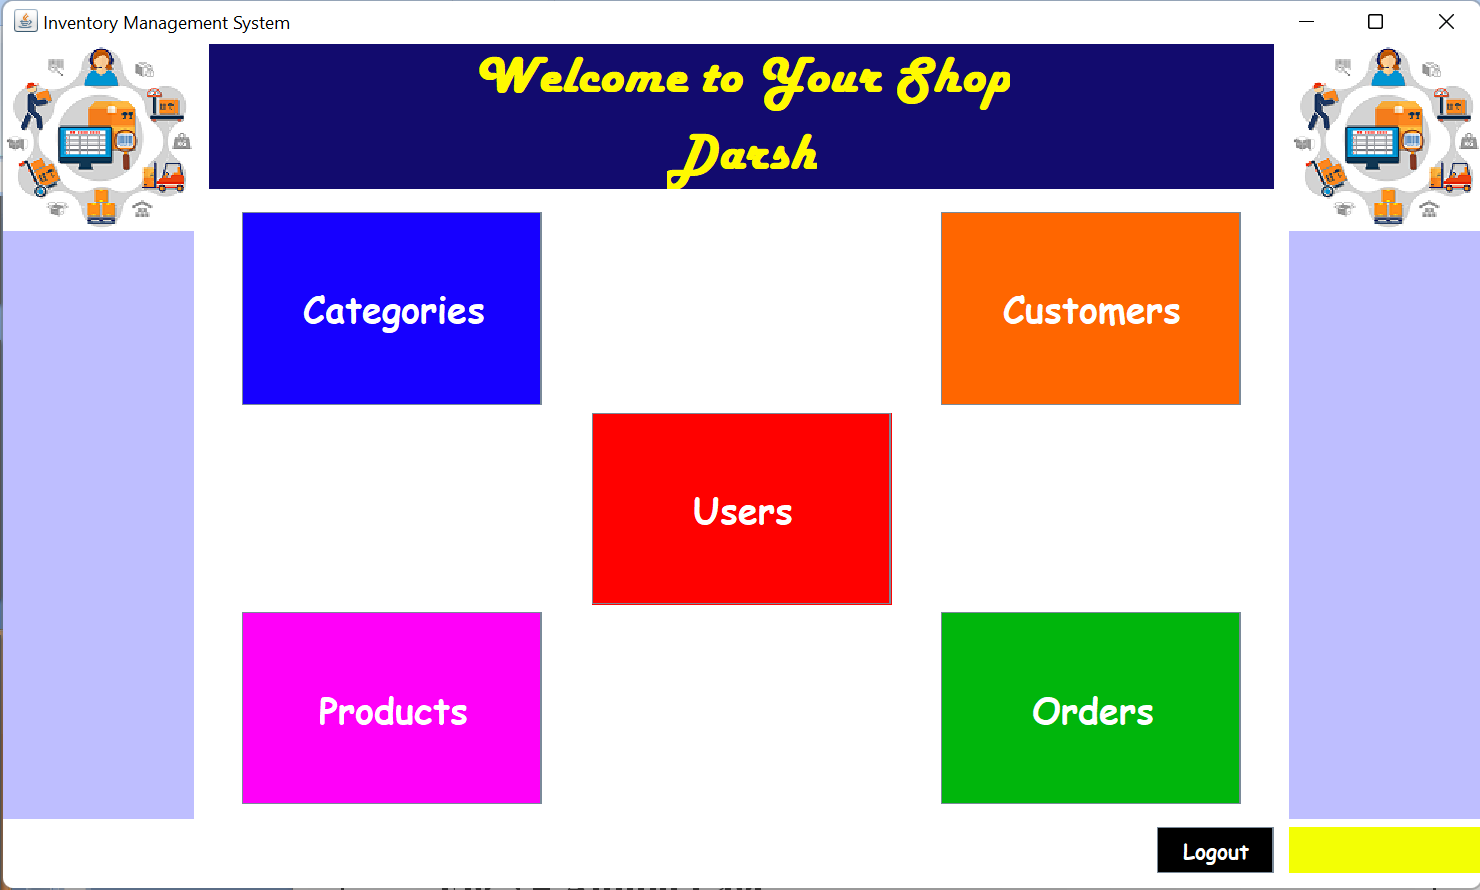 Inventory Management System
Welcome to Your Shop
Darsh
Categories
Customers
Users
Products
Orders
Logout